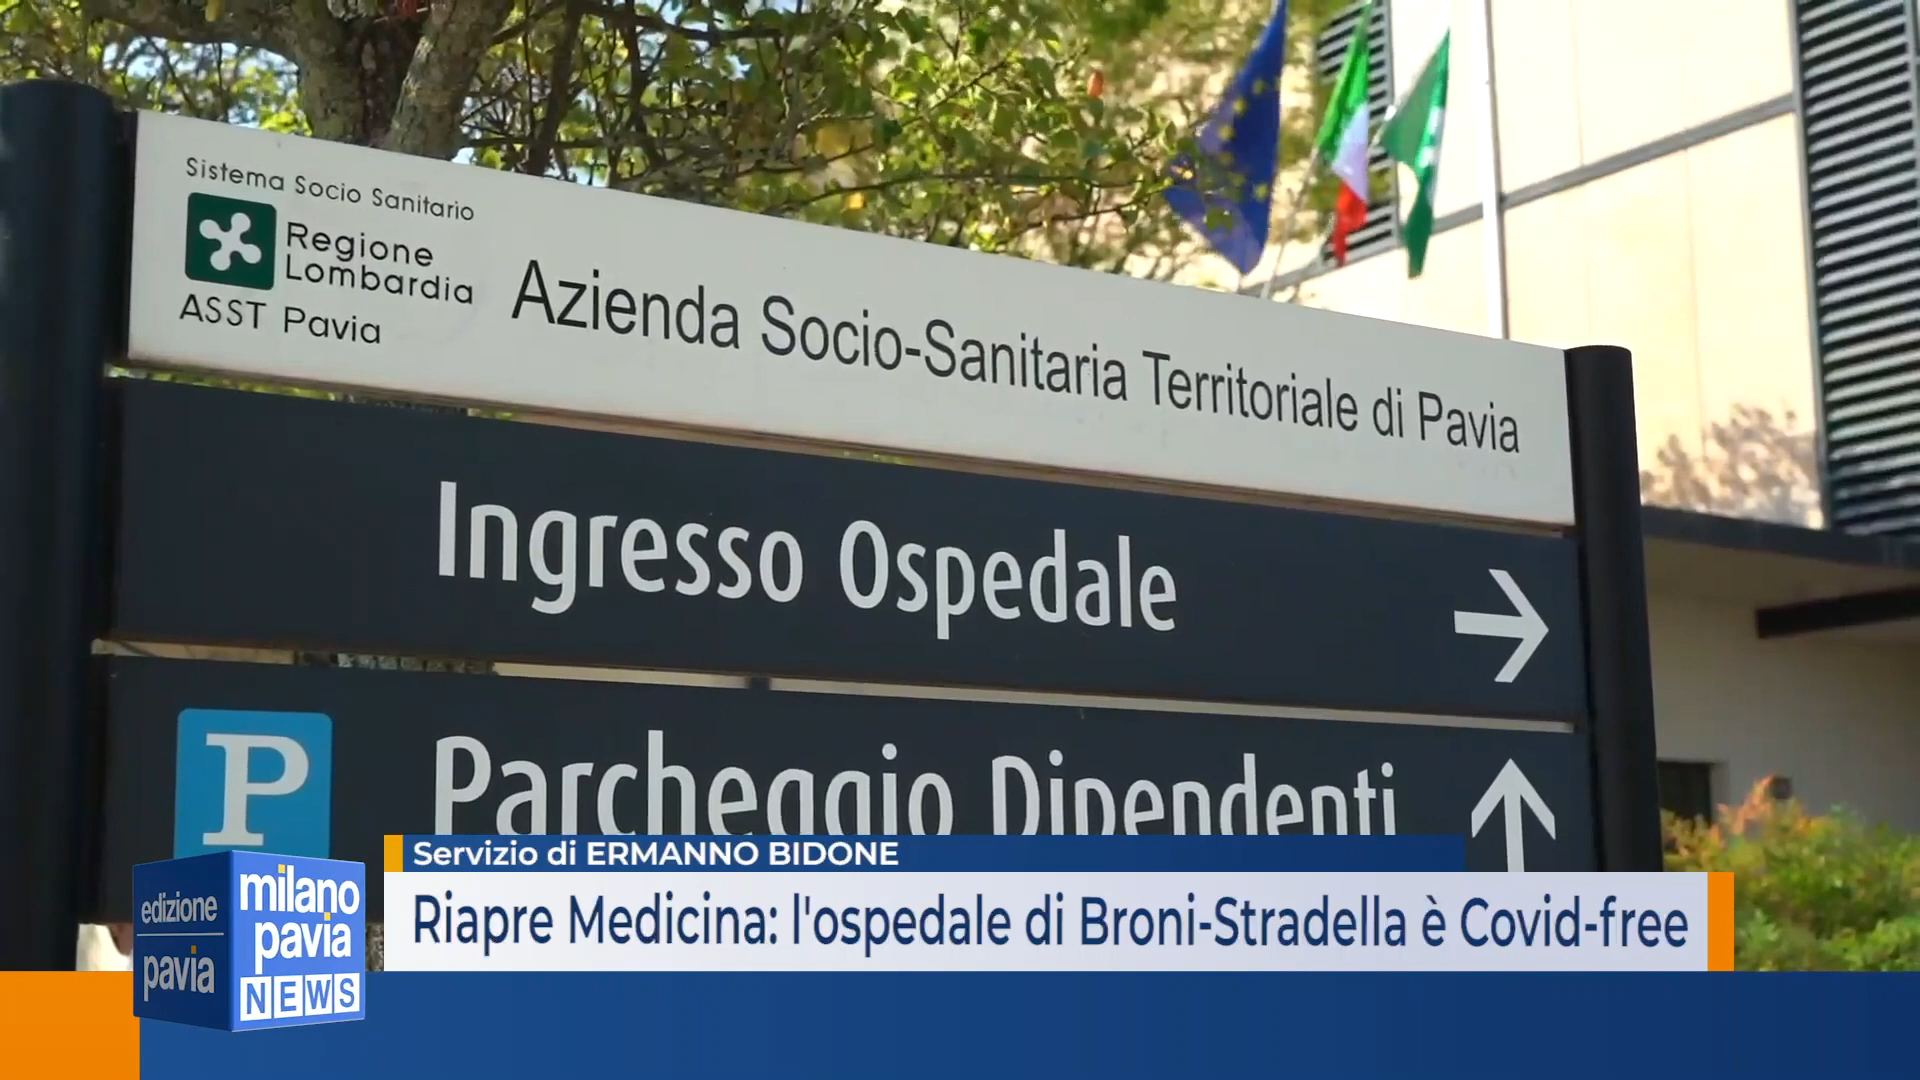 Sistema Socio Sanitario
Regione
Lombardia
ASST Pavia
Azienda Socio-Sanitaria Territoriale di Pavia
Ingresso Ospedale
P
Parcheggio Dipendenti
Servizio di ERMANNO BIDONE
Riapre Medicina: l'ospedale di Broni-Stradella è Covid-free
edizione
pavia
milano
pavia
NEWS